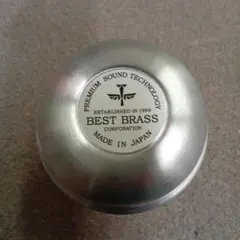 PREMIUM SOUND TECHNOLOGY
ESTABLISHED IN 1999
BEST BRASS
CORPORATION
MADE IN JAPAN